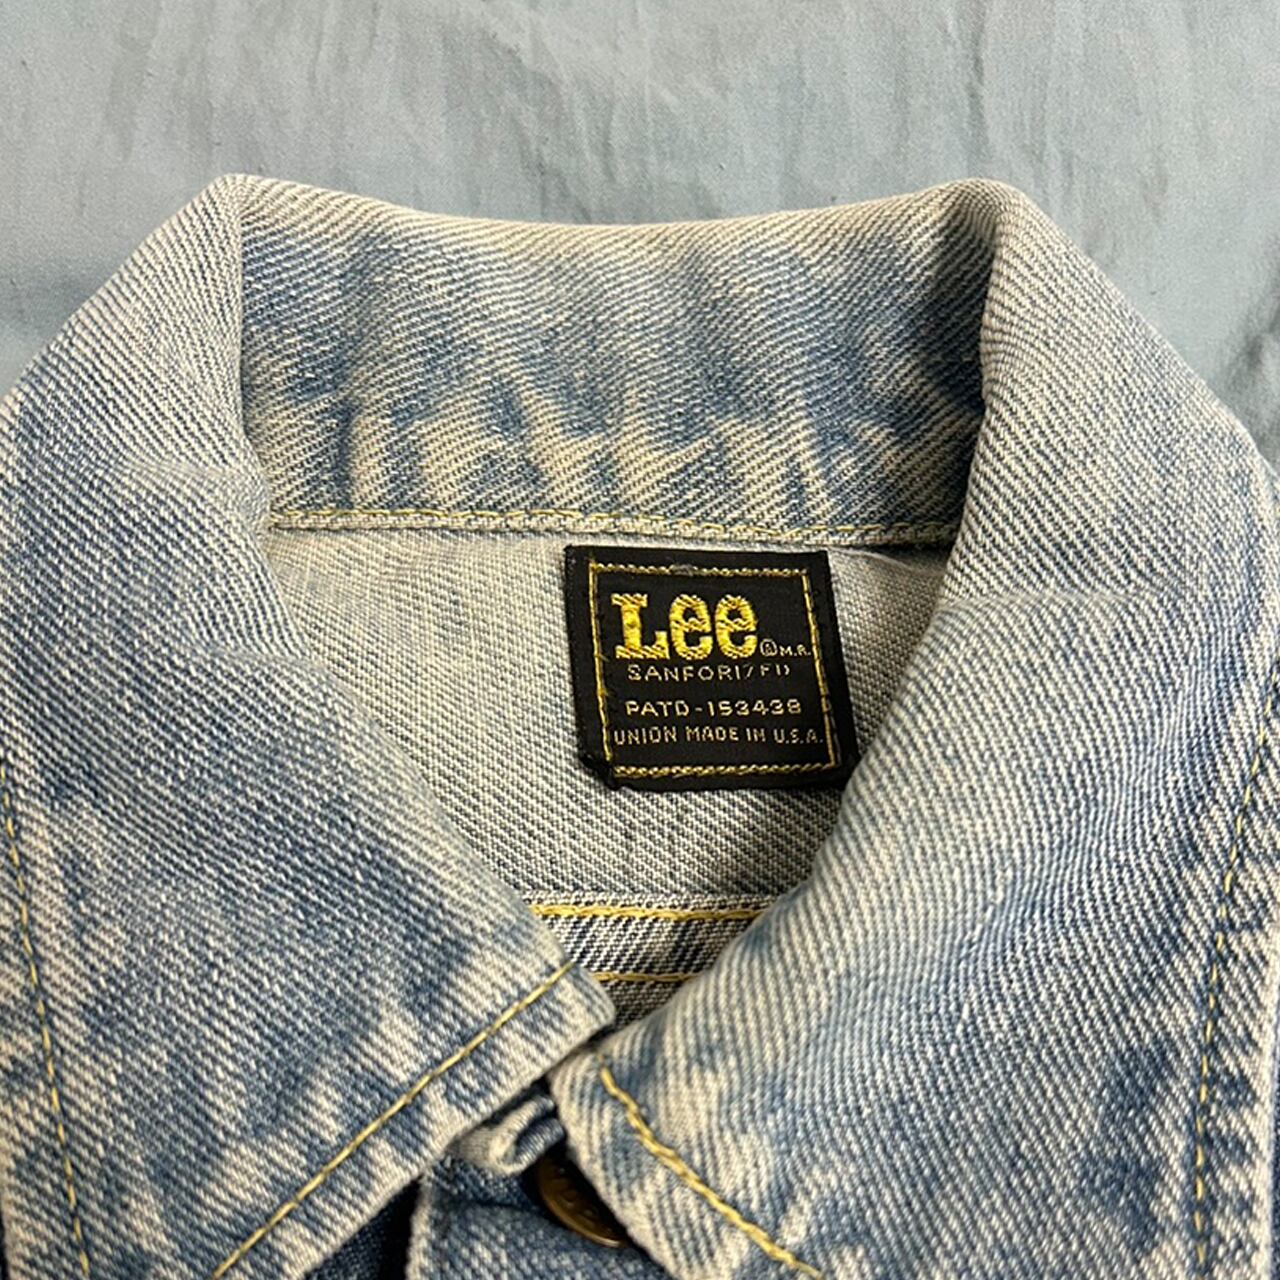 Lee ® M.R.
SANFORIZED
PATD-153438
UNION MADE IN U.S.A.